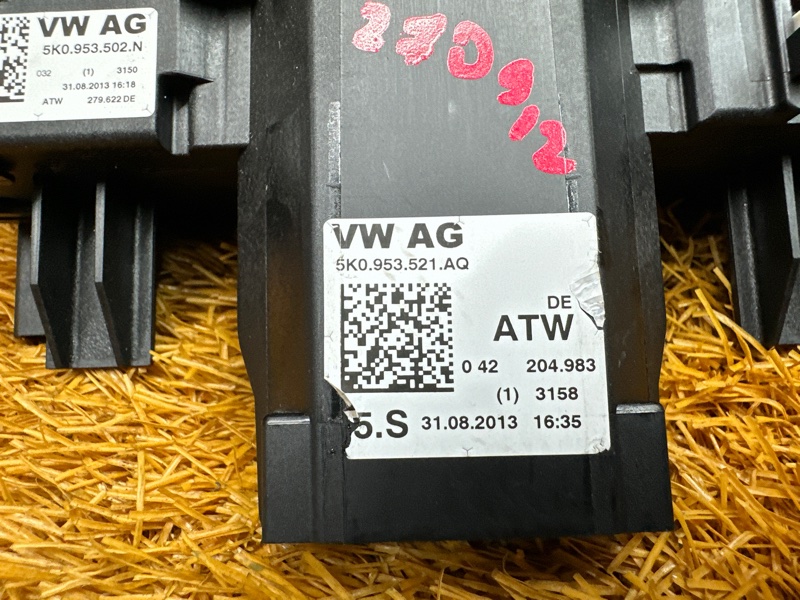 VW AG
5K0.953.502.N
032 (1) 3150
31.08.2013 16:18
ATW 279.622 DE
270912
VW AG
5K0.953.521.AQ
DE
ATW
0 42 204.983
(1) 3158
5.S 31.08.2013 16:35